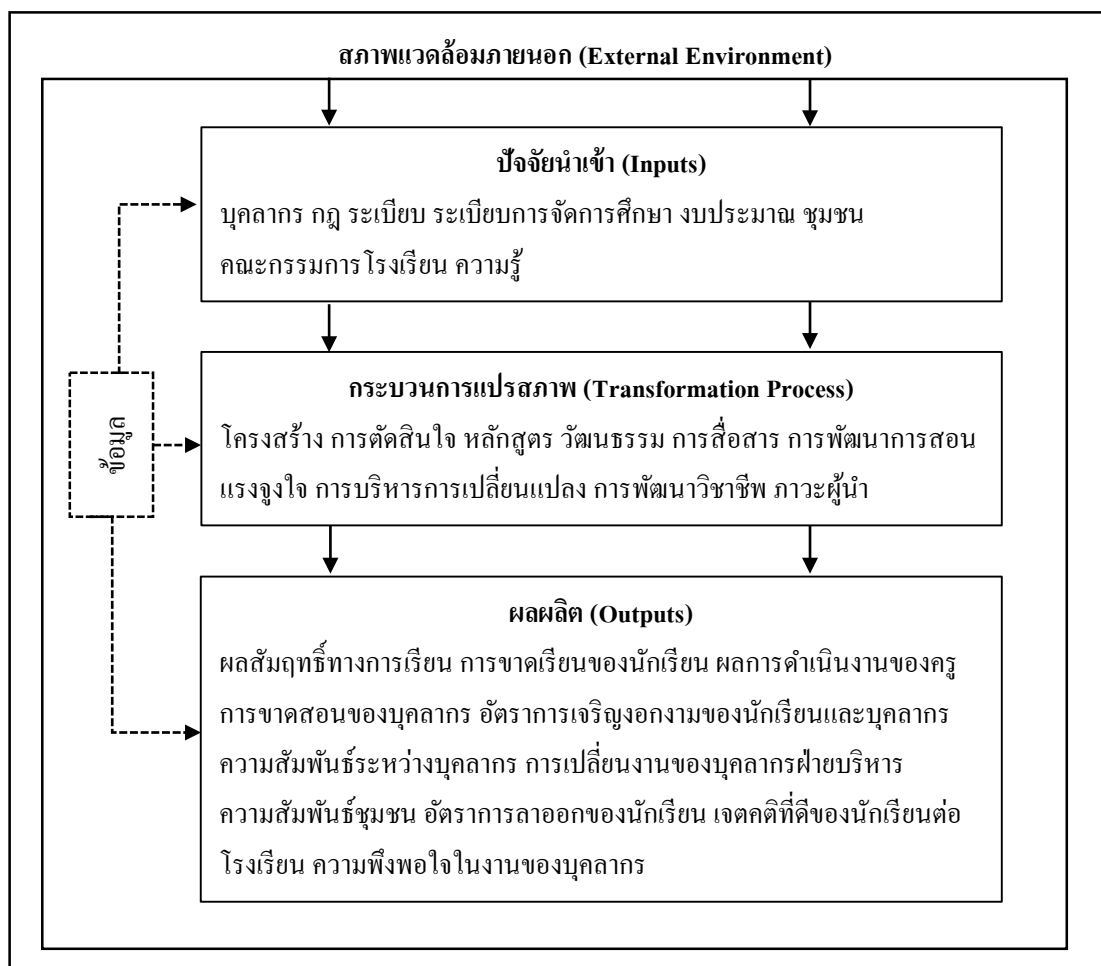 สภาพแวดล้อมภายนอก (External Environment)
ปัจจัยนำเข้า (Inputs)
บุคลากร กฎ ระเบียบ ระเบียบการจัดการศึกษา งบประมาณ ชุมชน
คณะกรรมการโรงเรียน ความรู้
กระบวนการแปรสภาพ (Transformation Process)
โครงสร้าง การตัดสินใจ หลักสูตร วัฒนธรรม การสื่อสาร การพัฒนาการสอน
แรงจูงใจ การบริหารการเปลี่ยนแปลง การพัฒนาวิชาชีพ ภาวะผู้นำ
ข้อมูล
ผลผลิต (Outputs)
ผลสัมฤทธิ์ทางการเรียน การขาดเรียนของนักเรียน ผลการดำเนินงานของครู
การขาดสอนของบุคลากร อัตราการเจริญงอกงามของนักเรียนและบุคลากร
ความสัมพันธ์ระหว่างบุคลากร การเปลี่ยนงานของบุคลากรฝ่ายบริหาร
ความสัมพันธ์ชุมชน อัตราการลาออกของนักเรียน เจตคติที่ดีของนักเรียนต่อ
โรงเรียน ความพึงพอใจในงานของบุคลากร